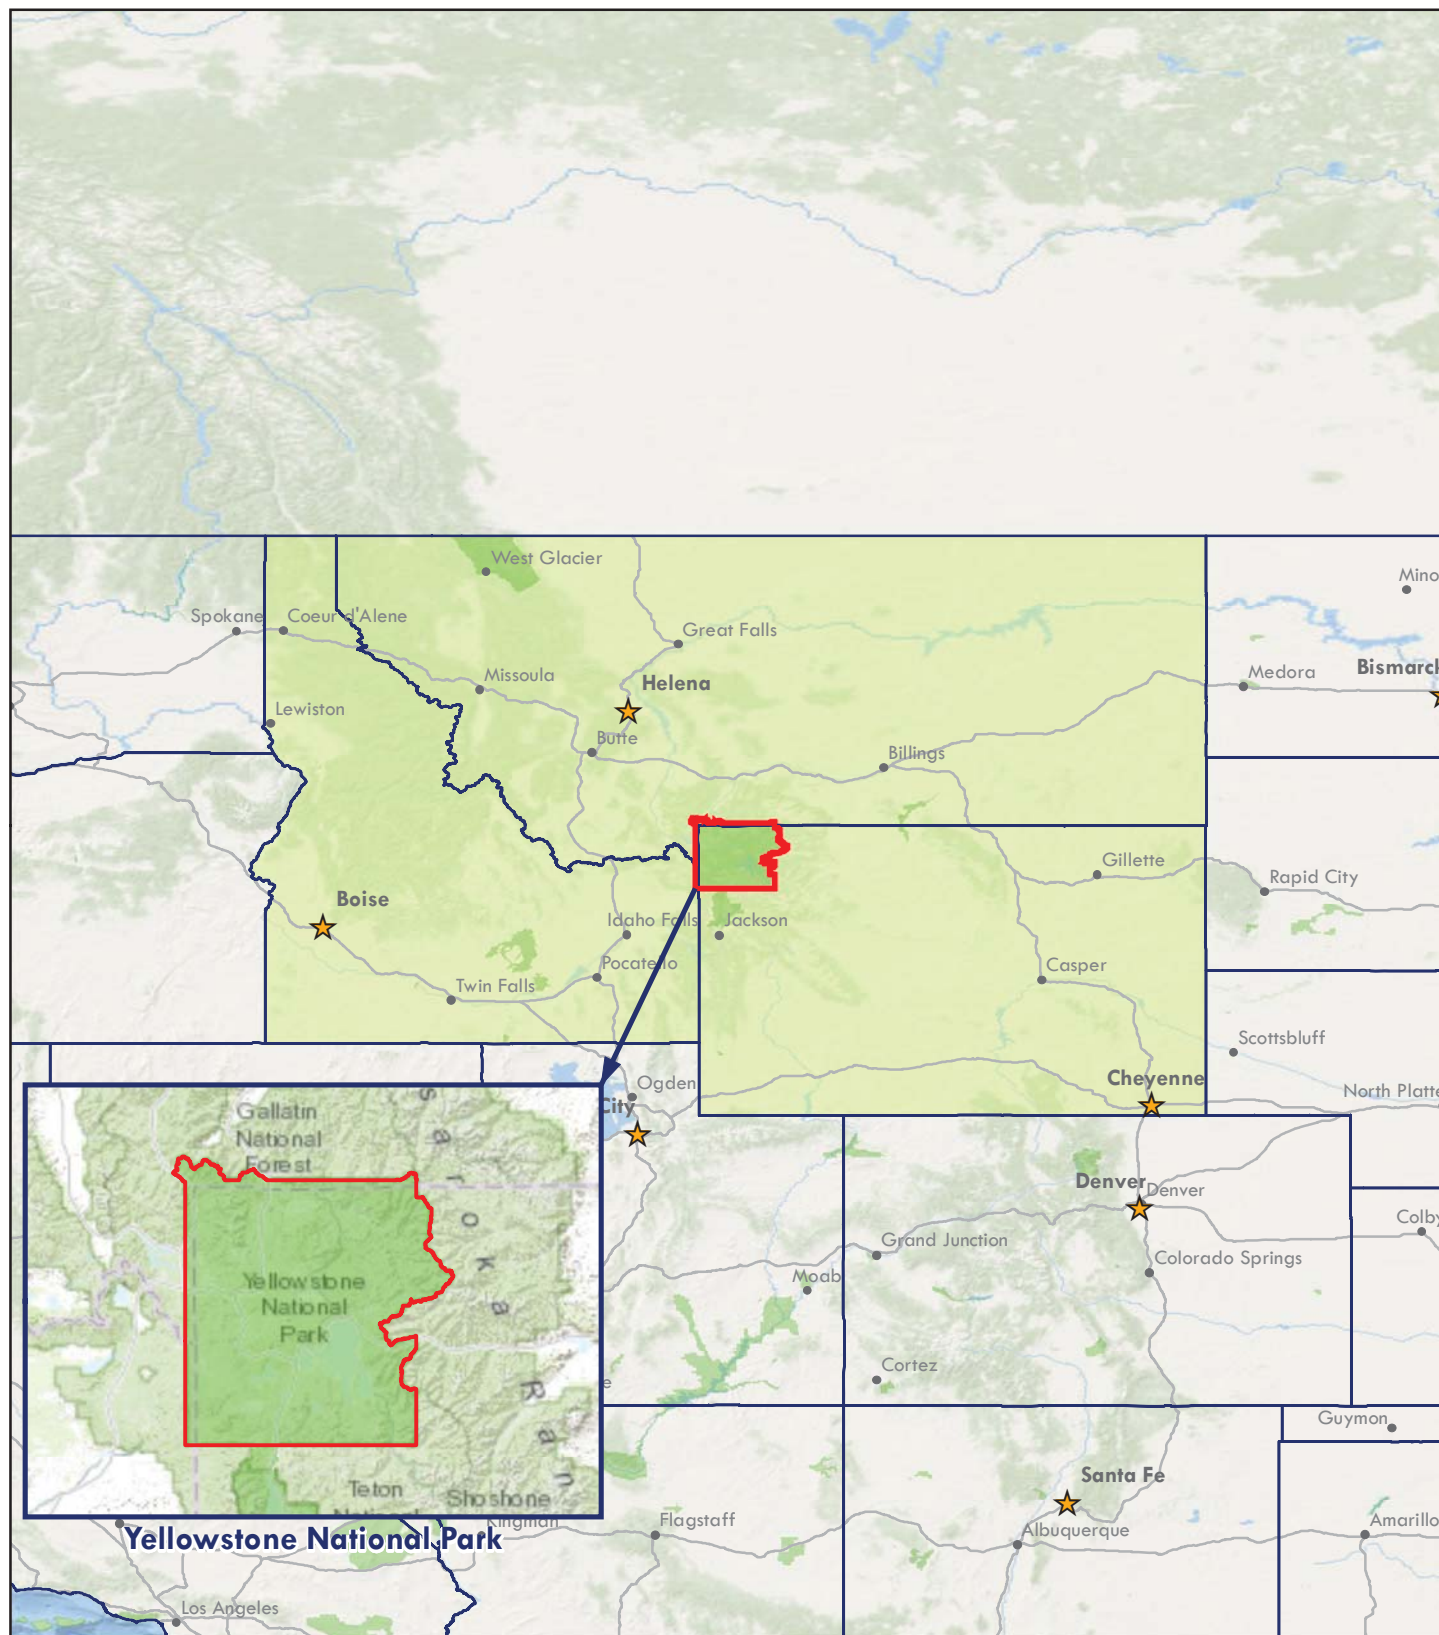 West Glacier
Mino
Spokane
Coeur d'Alene
Great Falls
Missoula
Helena
Medora
Bismarck
Lewiston
Butte
Billings
Gillette
Rapid City
Boise
Idaho Falls
Jackson
Pocatello
Casper
Twin Falls
Scottsbluff
Ogden
Cheyenne
North Platte
City
Denver
Denver
Colby
Grand Junction
Colorado Springs
Moab
Cortez
e
Guymon
Santa Fe
Albuquerque
Amarillo
Flagstaff
Kingman
Los Angeles
Gallatin
National
Forest
Yellowstone
National
Park
s a r o k a
R a n
Teton
Shoshone
Yellowstone National Park